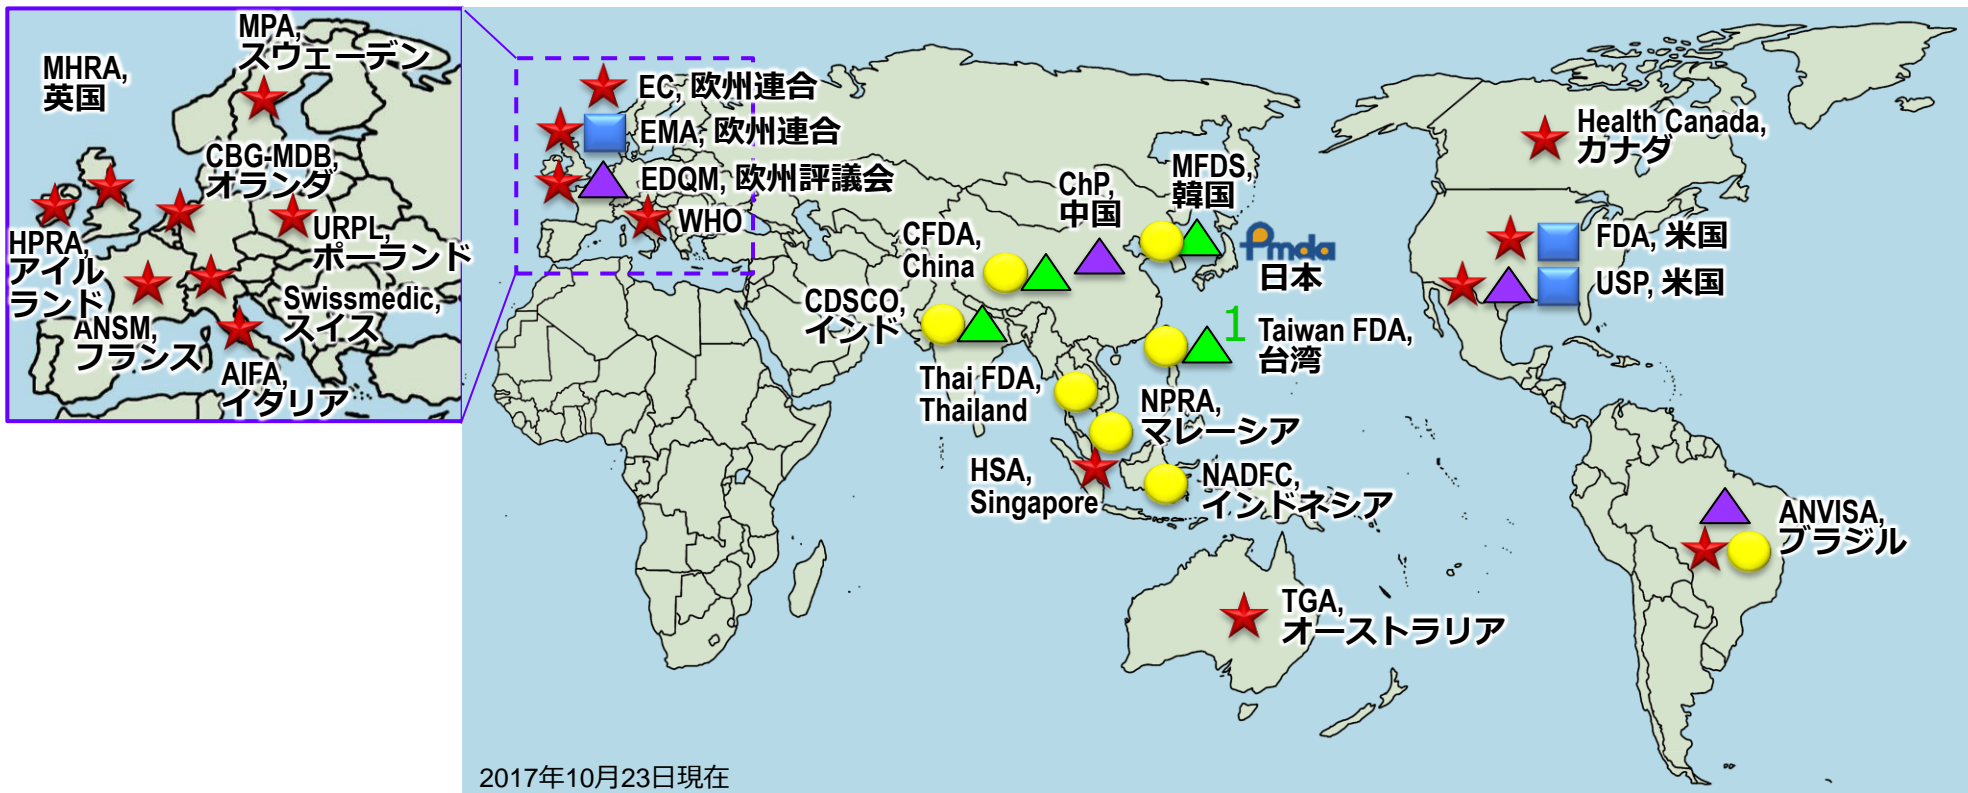 MPA,
スウェーデン
MHRA,
英国
CBG-MDB,
オランダ
HPRA,
アイル
ランド
URPL,
ポーランド
Swissmedic,
スイス
ANSM,
フランス
AIFA,
イタリア
EC, 欧州連合
EMA, 欧州連合
EDQM, 欧州評議会
WHO
CFDA,
China
ChP,
中国
MFDS,
韓国
pmda
日本
CDSCO,
インド
1
Taiwan FDA,
台湾
Thai FDA,
Thailand
NPRA,
マレーシア
HSA,
Singapore
NADFC,
インドネシア
TGA,
オーストラリア
Health Canada,
カナダ
FDA, 米国
USP, 米国
ANVISA,
ブラジル
2017年10月23日現在